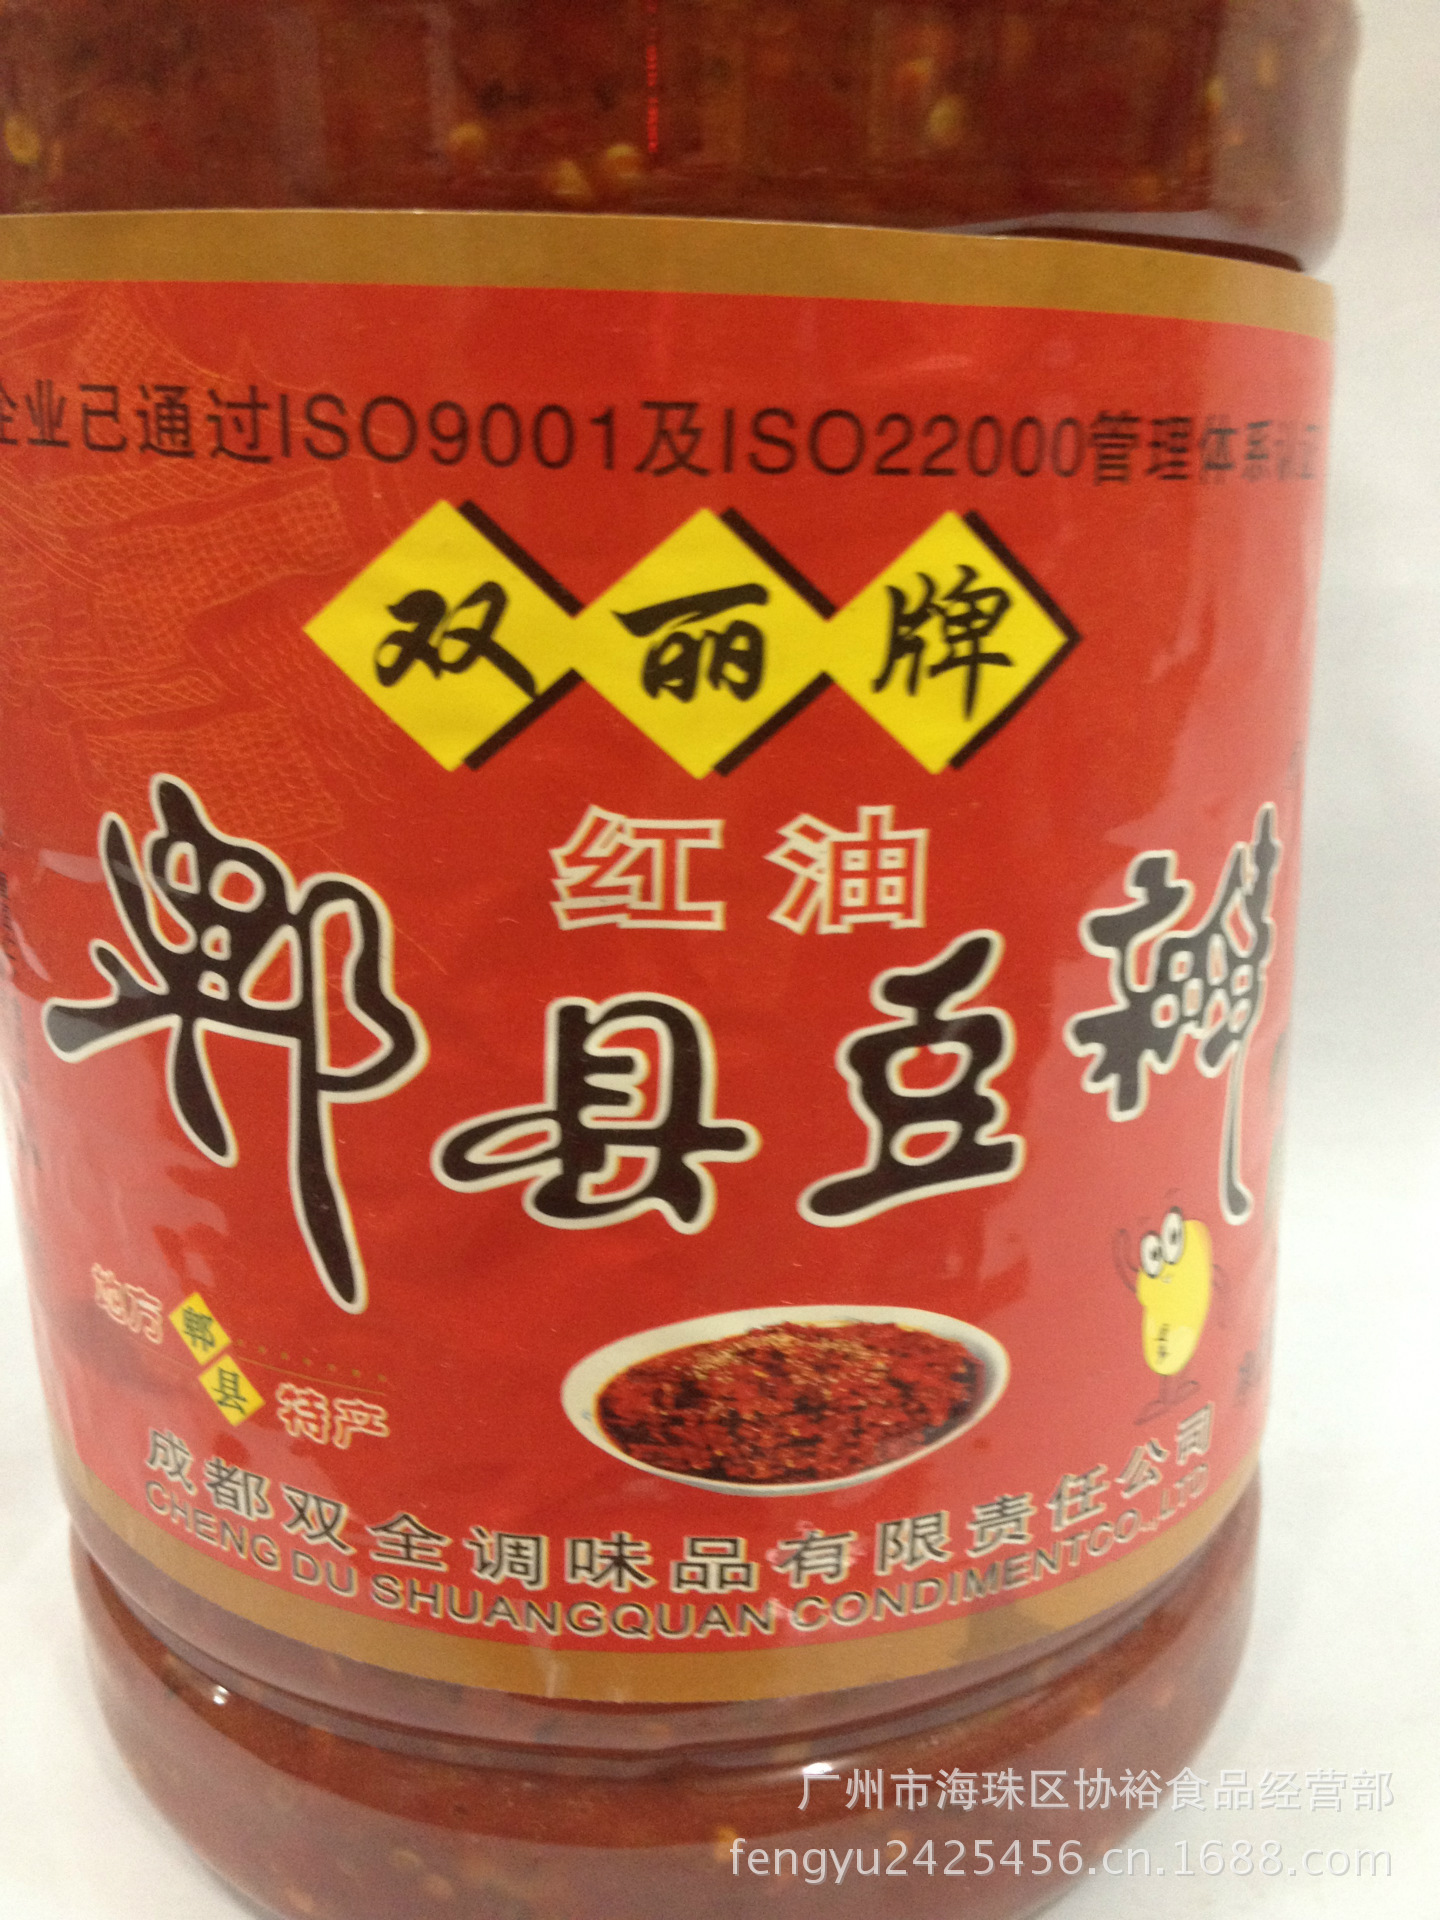 企业已通过ISO9001及ISO22000管理体系认证
双丽牌
红油
郫县豆瓣
地方
郫县
特产
成都双全调味品有限责任公司
CHENG DU SHUANGQUAN CONDIMENTCO.,LTD
广州市海珠区协裕食品经营部
fengyu2425456.cn.1688.com